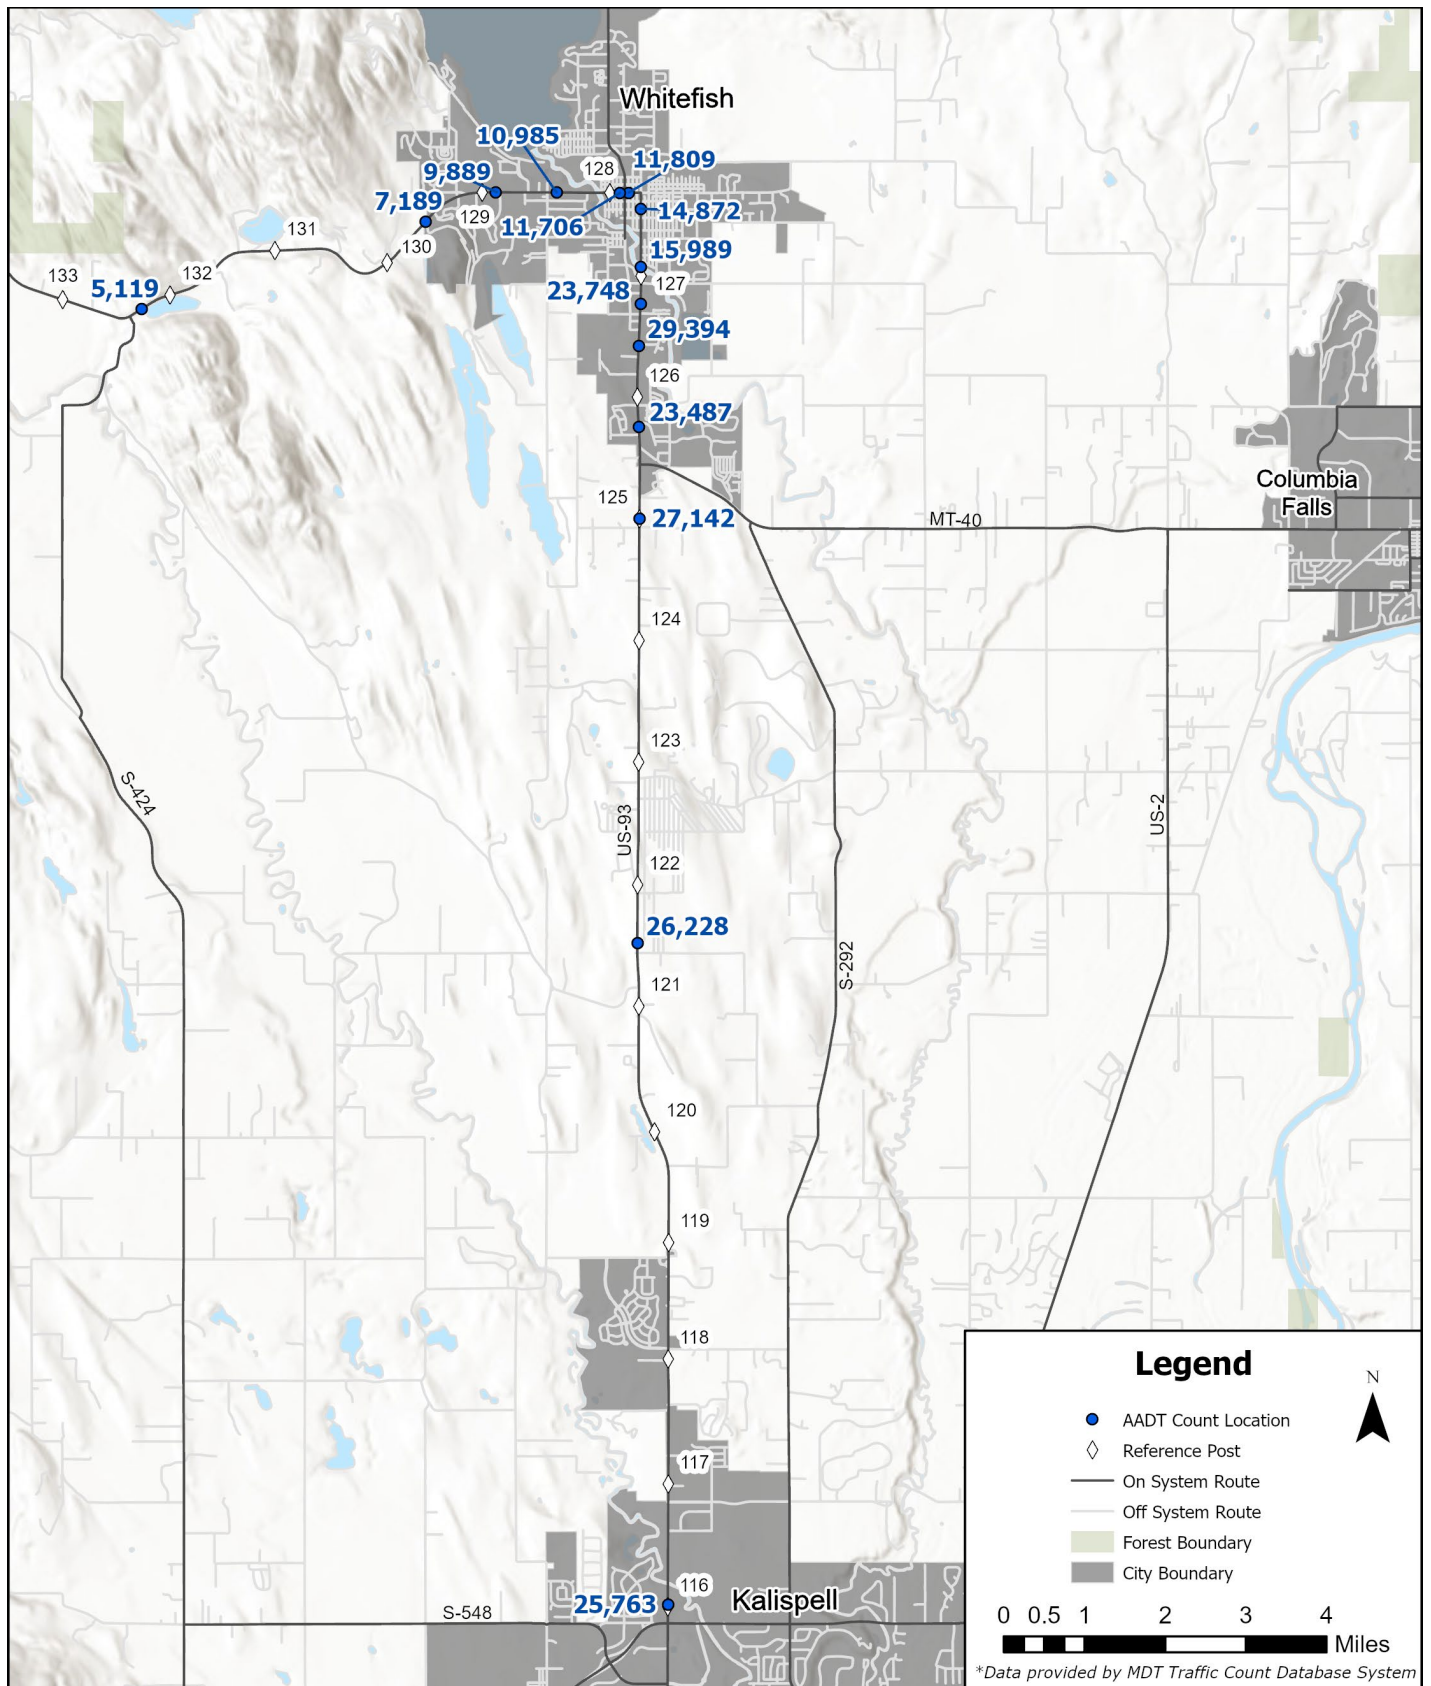 Whitefish
10,985
128
11,809
9,889
7,189
129
11,706
14,872
131
130
15,989
133
132
5,119
127
23,748
29,394
126
23,487
Columbia
Falls
125
27,142
MT-40
124
123
S-424
US-93
US-2
122
26,228
S-292
121
120
119
118
117
116
25,763
Kalispell
S-548
Legend
N
AADT Count Location
Reference Post
On System Route
Off System Route
Forest Boundary
City Boundary
0 0.5 1 2 3 4
Miles
*Data provided by MDT Traffic Count Database System